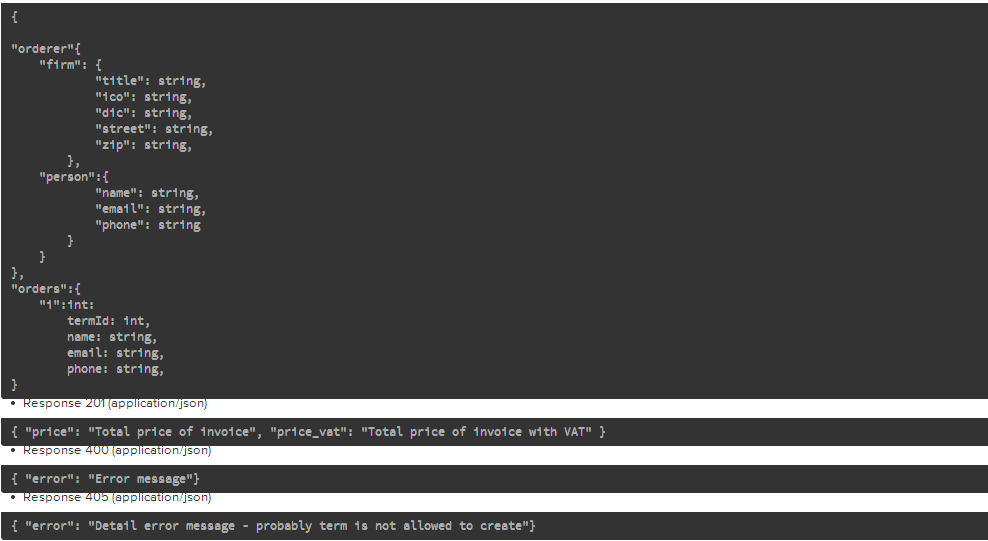 {
"orderer"{
"firm": {
"title": string,
"ico": string,
"dic": string,
"street": string,
"zip": string,
},
"person":{
"name": string,
"email": string,
"phone": string
}
}
},
"orders":{
"i":int:
termId: int,
name: string,
email: string,
phone: string,
}
• Response 201 (application/json)
{ "price": "Total price of invoice", "price_vat": "Total price of invoice with VAT" }
• Response 400 (application/json)
{ "error": "Error message"}
• Response 405 (application/json)
{ "error": "Detail error message - probably term is not allowed to create"}